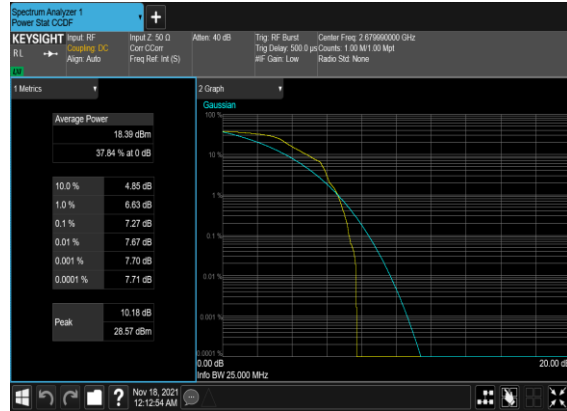 Spectrum Analyzer 1
Power Stat CCDF
+
KEYSIGHT
RL
Input: RF
Coupling: DC
Align: Auto
Input Z: 50 Ω
Corr CCorr
Freq Ref: Int (S)
Atten: 40 dB
Trig: RF Burst
Trig Delay: 500.0 µs
#IF Gain: Low
Center Freq: 2.679990000 GHz
Counts: 1.00 M/1.00 Mpt
Radio Std: None
1 Metrics
Average Power
18.39 dBm
37.84 % at 0 dB
10.0 % 4.85 dB
1.0 % 6.63 dB
0.1 % 7.27 dB
0.01 % 7.67 dB
0.001 % 7.70 dB
0.0001 % 7.71 dB
Peak
10.18 dB
28.57 dBm
2 Graph
Gaussian
100 %
10 %
1 %
0.1 %
0.01 %
0.001 %
0.0001 %
0.00 dB
20.00 dB
Info BW 25.000 MHz
?
Nov 18, 2021
12:12:54 AM